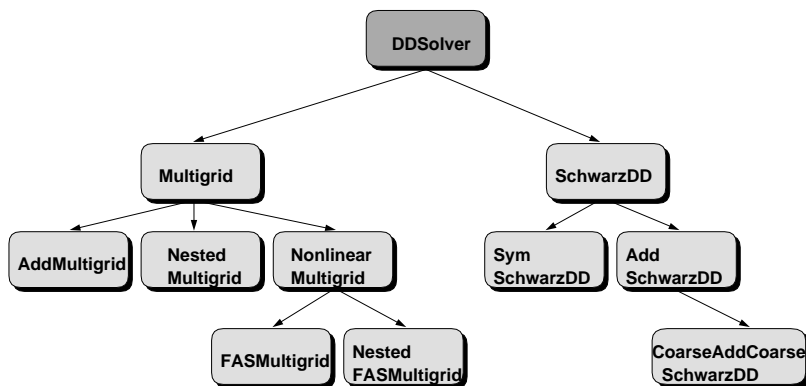 DDSolver
Multigrid
SchwarzDD
AddMultigrid
Nested
Multigrid
Nonlinear
Multigrid
Sym
SchwarzDD
Add
SchwarzDD
FASMultigrid
Nested
FASMultigrid
CoarseAddCoarse
SchwarzDD